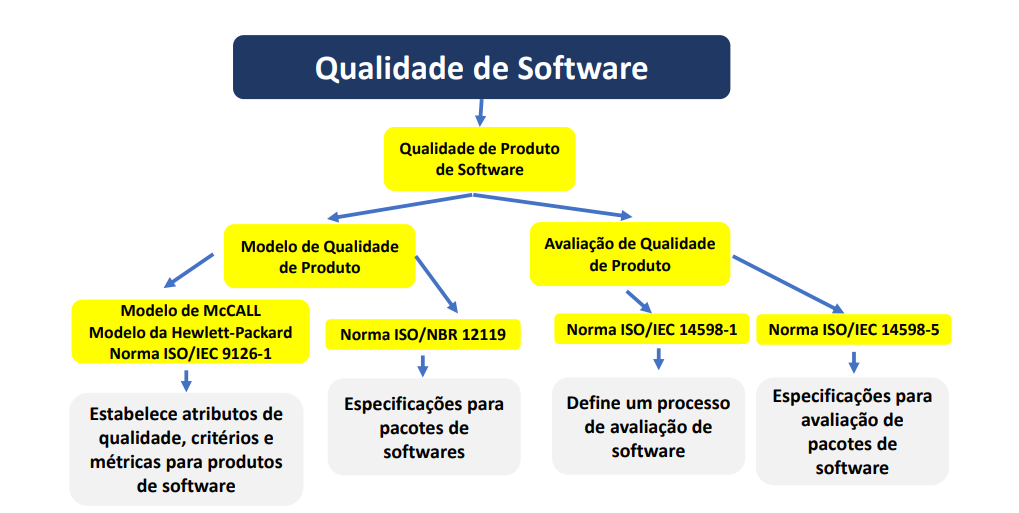 Qualidade de Software
Qualidade de Produto
de Software
Modelo de Qualidade
de Produto
Avaliação de Qualidade
de Produto
Modelo de McCALL
Modelo da Hewlett-Packard
Norma ISO/IEC 9126-1
Norma ISO/NBR 12119
Norma ISO/IEC 14598-1
Norma ISO/IEC 14598-5
Estabelece atributos de
qualidade, critérios e
métricas para produtos
de software
Especificações para
pacotes de
softwares
Define um processo
de avaliação de
software
Especificações para
avaliação de
pacotes de
software